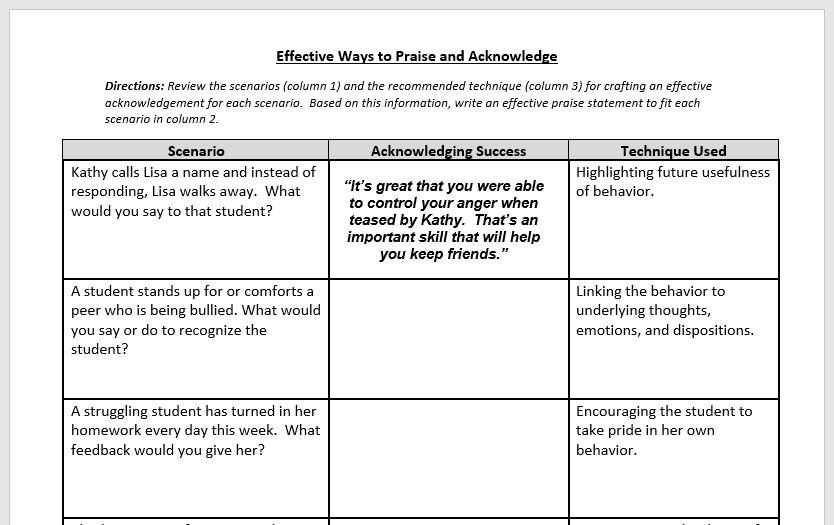 Effective Ways to Praise and Acknowledge
Directions: Review the scenarios (column 1) and the recommended technique (column 3) for crafting an effective
acknowledgement for each scenario.  Based on this information, write an effective praise statement to fit each
scenario in column 2.
Scenario
Acknowledging Success
Technique Used
Kathy calls Lisa a name and instead of
responding, Lisa walks away.  What
would you say to that student?
“It’s great that you were able
to control your anger when
teased by Kathy.  That’s an
important skill that will help
you keep friends.”
Highlighting future usefulness
of behavior.
A student stands up for or comforts a
peer who is being bullied. What would
you say or do to recognize the
student?
Linking the behavior to
underlying thoughts,
emotions, and dispositions.
A struggling student has turned in her
homework every day this week.  What
feedback would you give her?
Encouraging the student to
take pride in her own
behavior.